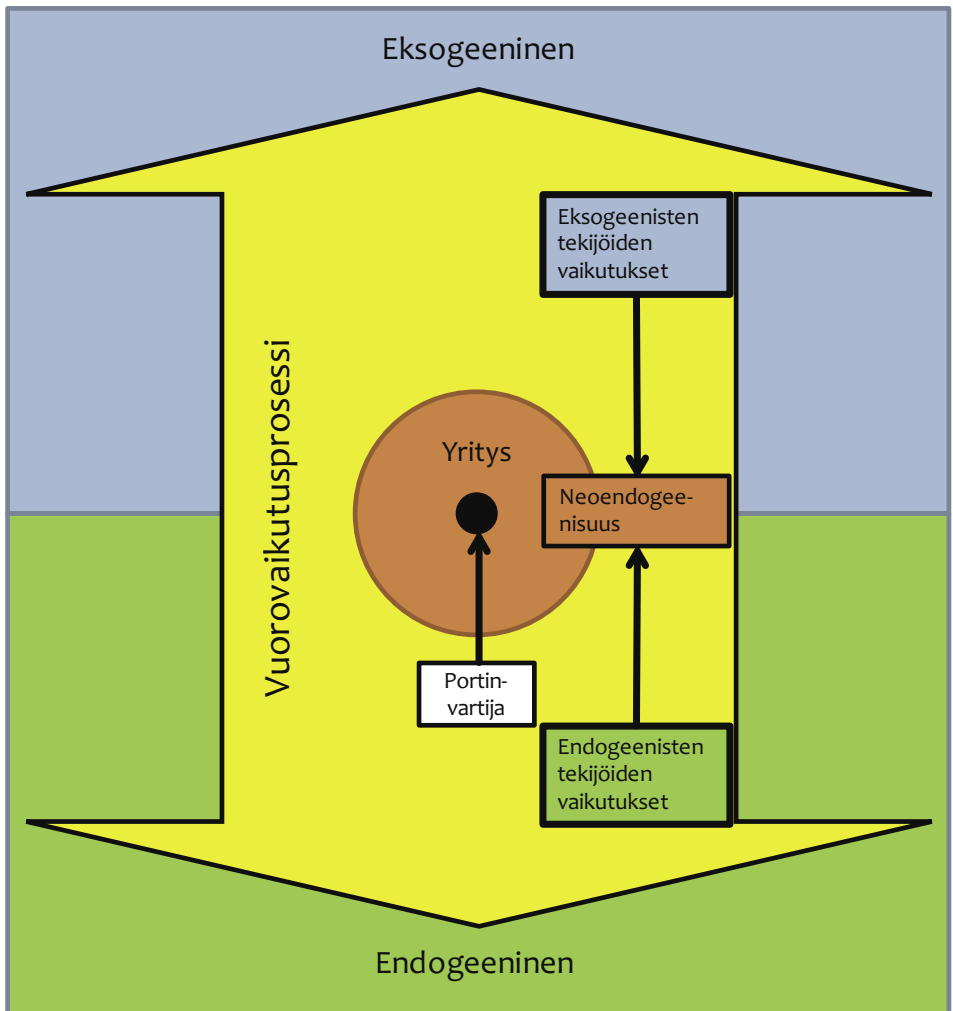 Eksogeeninen
Eksogeenisten
tekijöiden
vaikutukset
Vuorovaikutusprosessi
Yritys
Neoendogee-
nisuus
Portin-
vartija
Endogeenisten
tekijöiden
vaikutukset
Endogeeninen